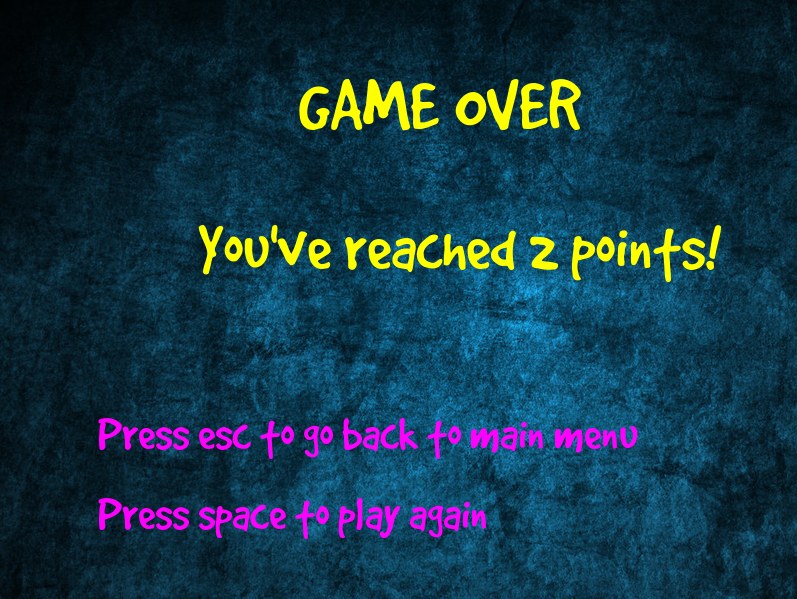 GAME OVER
You've reached 2 points!
Press esc to go back to main menu
Press space to play again